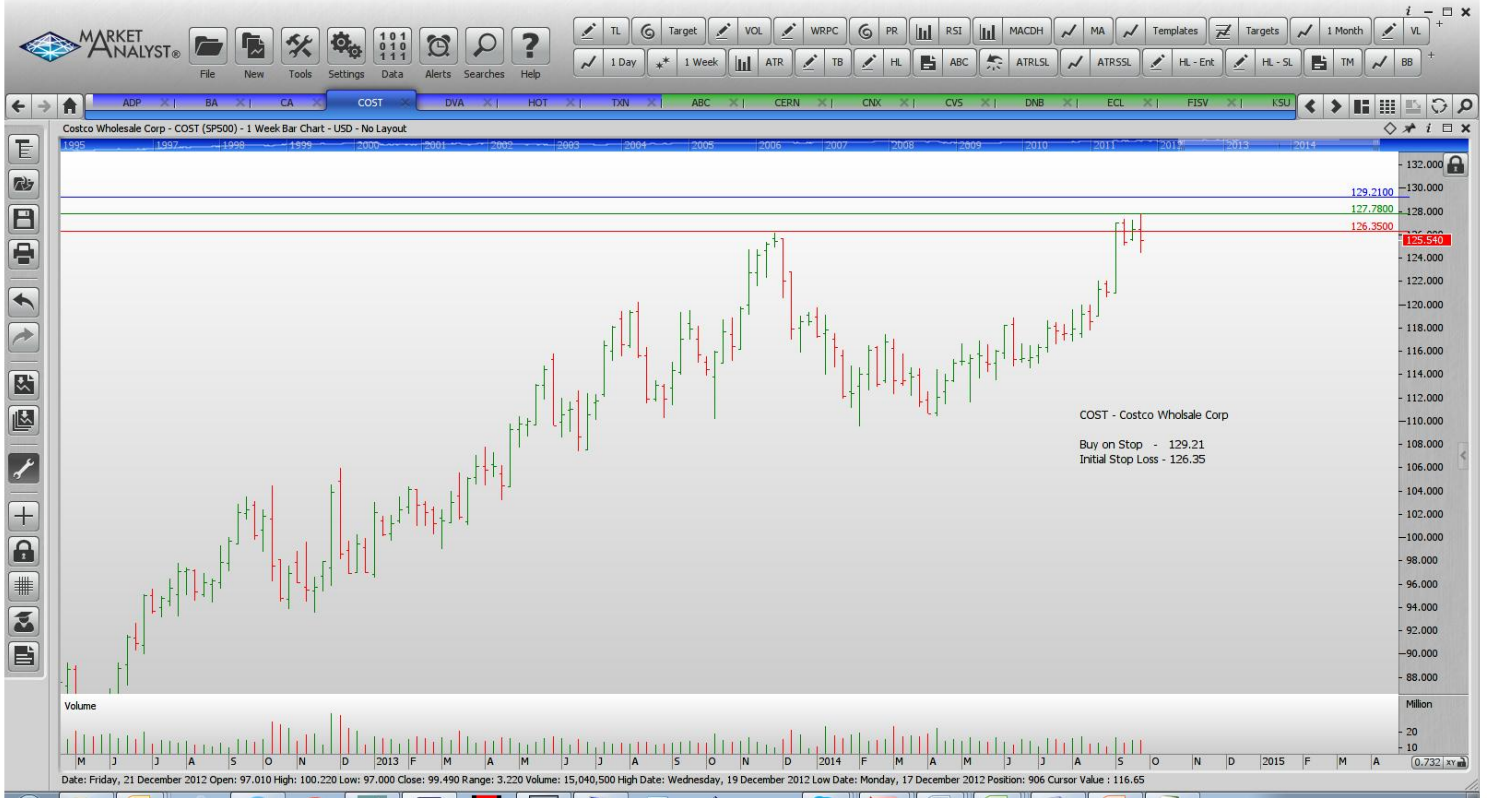 MARKET
ANALYST®
File New Tools Settings Data Alerts Searches Help
TL Target VOL WRPC PR RSI MACDH MA Templates Targets 1 Month VL
1 Day 1 Week ATR TB HL ABC ATRLSL ATRSSL HL - Ent HL - SL TM BB
ADP BA CA COST DVA HOT TXN ABC CERN CNX CVS DNB ECL FISV KSU
Costco Wholesale Corp - COST (SP500) - 1 Week Bar Chart - USD - No Layout
1995 1997 1998 1999 2000 2001 2002 2003 2004 2005 2006 2007 2008 2009 2010 2011 2012 2013 2014
132.000
129.2100
130.000
127.7800
128.000
126.3500
125.540
124.000
122.000
120.000
118.000
116.000
114.000
112.000
COST - Costco Wholsale Corp
110.000
Buy on Stop - 129.21
108.000
Initial Stop Loss - 126.35
106.000
104.000
102.000
100.000
98.000
96.000
94.000
92.000
90.000
88.000
Volume
Million
20
10
M J J A S O N D 2013 F M A M J J A S O N D 2014 F M A M J J A S O N D 2015 F M A
0.732 XY
Date: Friday, 21 December 2012 Open: 97.010 High: 100.220 Low: 97.000 Close: 99.490 Range: 3.220 Volume: 15,040,500 High Date: Wednesday, 19 December 2012 Low Date: Monday, 17 December 2012 Position: 906 Cursor Value : 116.65